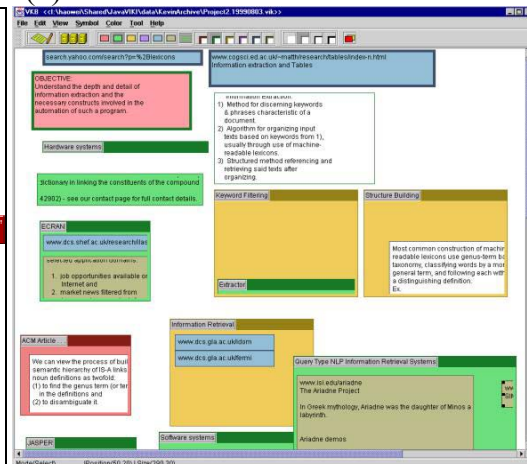 VKB <d:\haowei\Shared\JavaVIKI\data\KevinArchive\Project2.19990803.vik>
File Edit View Symbol Color Tool Help
search.yahoo.com/search?p=%2Blexicons
www.cogsci.ed.ac.uk/~matth/research/tables/index-n.html
Information extraction and Tables
OBJECTIVE:
Understand the depth and detail of
information extraction and the
necessary constructs involved in the
automation of such a program.
information extraction:
1) Method for discerning keywords
& phrases characteristic of a
document.
2) Algorithm for organizing input
texts based on keywords from 1),
usually through use of machine-
readable lexicons.
3) Structured method referencing and
retrieving said texts after
organizing.
Hardware systems
dictionary in linking the constituents of the compound
42902) - see our contact page for full contact details.
Keyword Filtering
Structure Building
ECRAN
www.dcs.shef.ac.uk/research/ilas
selected application domains:
1. job opportunities available on
Internet and
2. market news filtered from
Extractor
Most common construction of machin
readable lexicons use genus-term
taxonomy, classifying words by a mor
general term, and following each with
a distinguishing definition.
Ex.
Information Retrieval
www.dcs.gla.ac.uk/idom
www.dcs.gla.ac.uk/fermi
ACM Article
We can view the process of buil
semantic hierarchy of IS-A links
noun definitions as twofold:
(1) to find the genus term (or ter
in the definitions and
(2) to disambiguate it.
Query Type NLP Information Retrieval Systems
www.isi.edu/ariadne
The Ariadne Project
In Greek mythology, Ariadne was the daughter of Minos a
labyrinth.
Ariadne demos
JASPER
Software systems